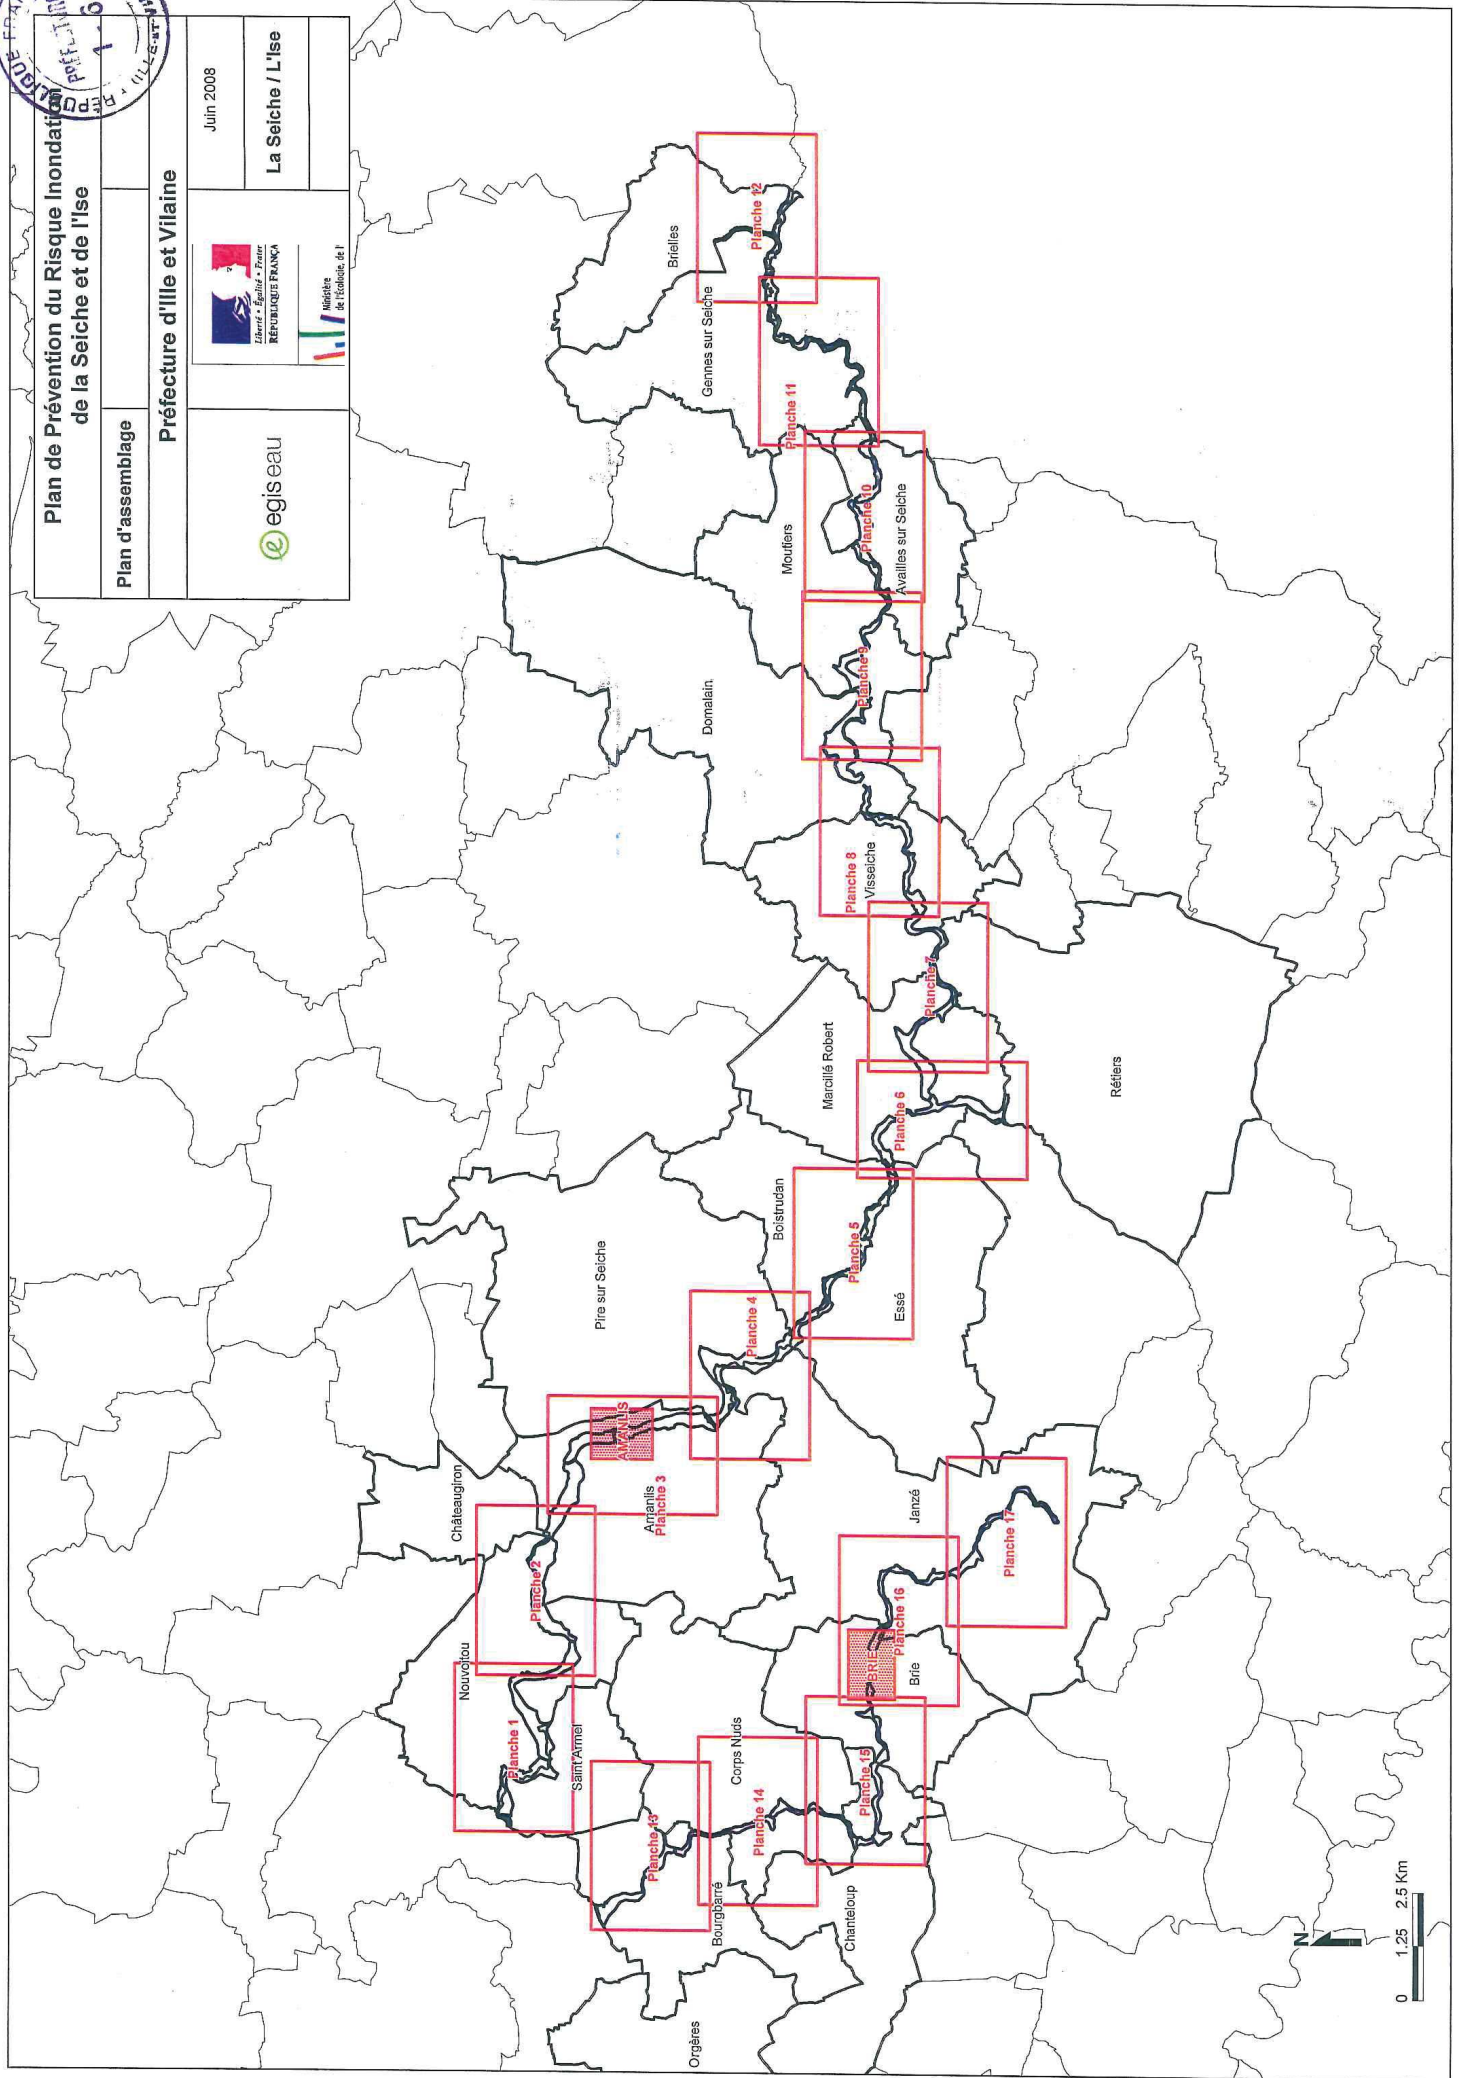 Plan de Prévention du Risque Inondation
de la Seiche et de l'Ise
Plan d'assemblage
Préfecture d'Ille et Vilaine
egis eau
Liberté • Égalité • Frater
RÉPUBLIQUE FRANÇA
Ministère
de l'Écologie, de l'
Juin 2008
La Seiche / L'Ise
Châteaugiron
Nouvoitou
Planche 1
Planche 2
Saint Armel
Amanlis
Planche 3
AMANLIS
Pire sur Seiche
Planche 13
Bourgbarré
Orgères
Corps Nuds
Planche 14
Chanteloup
Planche 15
BRIE
Planche 16
Brie
Janzé
Planche 17
Planche 4
Boistrudan
Planche 5
Essé
Marcillé Robert
Planche 6
Rétiers
Planche 7
Planche 8
Visseiche
Domalain
Planche 9
Moutiers
Planche 10
Availles sur Seiche
Planche 11
Gennes sur Seiche
Brielles
Planche 12
N
0 1.25 2.5 Km